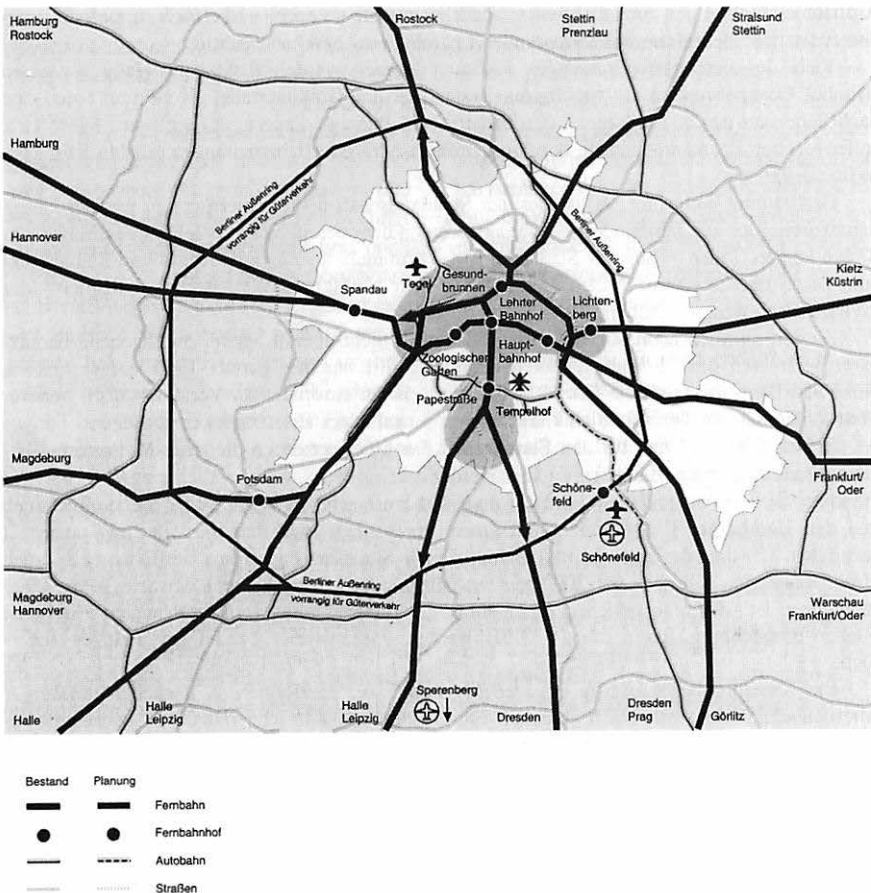 Hamburg
Rostock
Rostock
Stettin
Prenzlau
Stralsund
Stettin
Hamburg
Berliner Außenring
vorrangig für Güterverkehr
Berliner Außenring
Hannover
Kietz
Küstrin
Tegel
Gesund-
brunnen
Spandau
Lehrter
Bahnhof
Lichten-
berg
Zoologischer
Garten
Haupt-
bahnhof
Papestraße
Tempelhof
Magdeburg
Potsdam
Frankfurt/
Oder
Schöne-
feld
Schönefeld
Berliner Außenring
vorrangig für Güterverkehr
Magdeburg
Hannover
Warschau
Frankfurt/Oder
Halle
Halle
Leipzig
Halle
Leipzig
Sperenberg
Dresden
Dresden
Prag
Görlitz
Bestand
Planung
Fernbahn
Fernbahnhof
Autobahn
Straßen